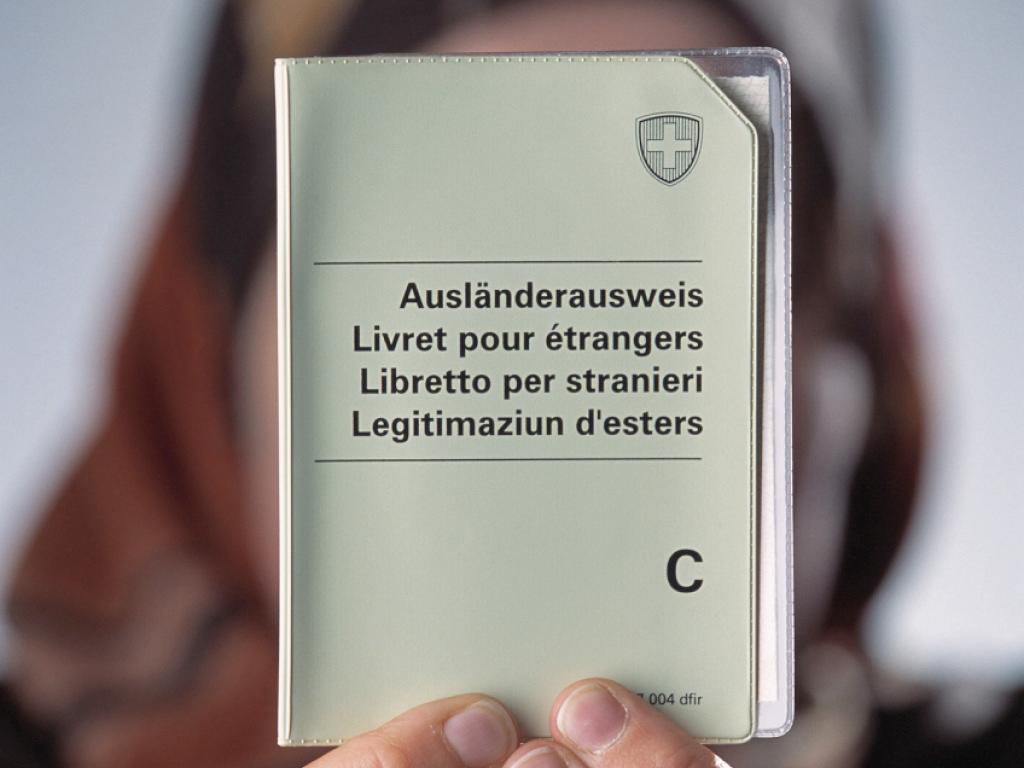 Ausländerausweis
Livret pour étrangers
Libretto per stranieri
Legitimaziun d'esters
C
004 dfir